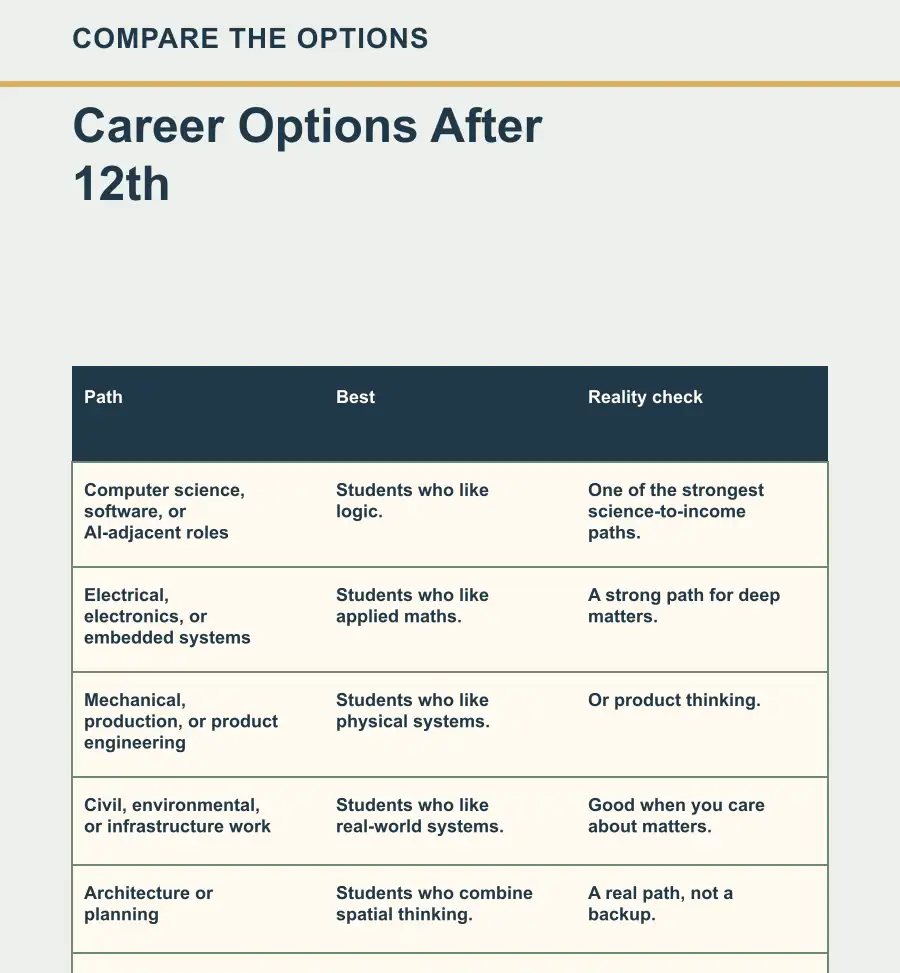 COMPARE THE OPTIONS
Career Options After
12th
Path
Best
Reality check
Computer science,
software, or
AI-adjacent roles
Students who like
logic.
One of the strongest
science-to-income
paths.
Electrical,
electronics, or
embedded systems
Students who like
applied maths.
A strong path for deep
matters.
Mechanical,
production, or product
engineering
Students who like
physical systems.
Or product thinking.
Civil, environmental,
or infrastructure work
Students who like
real-world systems.
Good when you care
about matters.
Architecture or
planning
Students who combine
spatial thinking.
A real path, not a
backup.